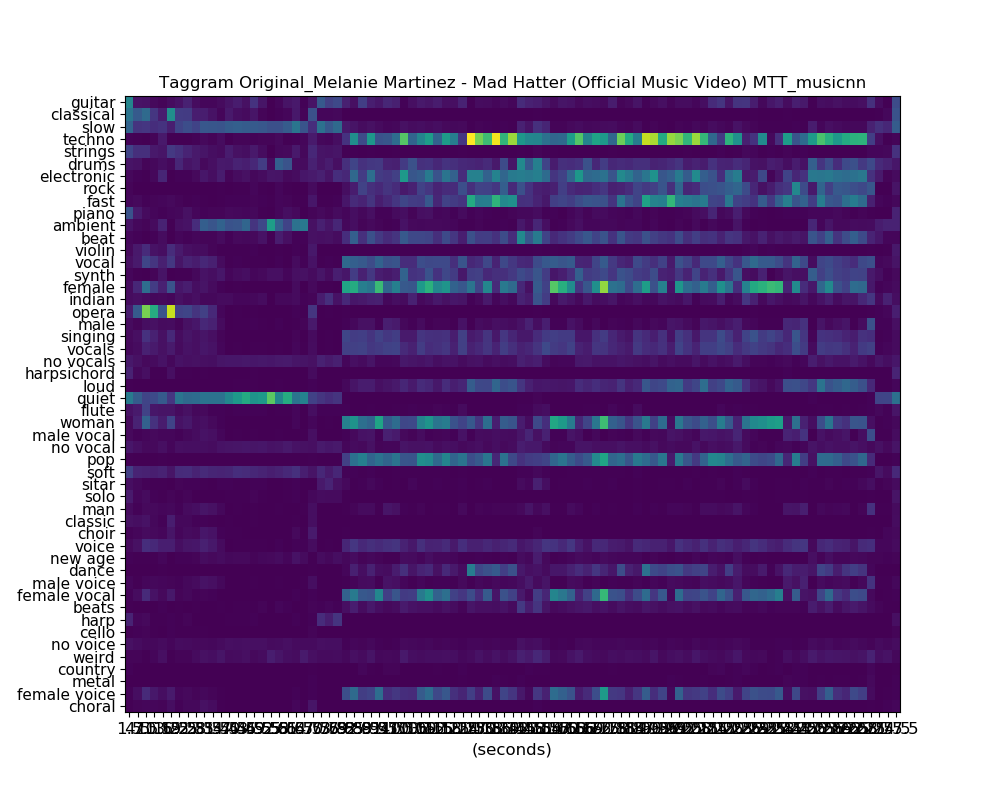 Taggram Original_Melanie Martinez - Mad Hatter (Official Music Video) MTT_musicnn
guitar
classical
slow
techno
strings
drums
electronic
rock
fast
piano
ambient
beat
violin
vocal
synth
female
indian
opera
male
singing
vocals
no vocals
harpsichord
loud
quiet
flute
woman
male vocal
no vocal
pop
soft
sitar
solo
man
classic
choir
voice
new age
dance
male voice
female vocal
beats
harp
cello
no voice
weird
country
metal
female voice
choral
(seconds)